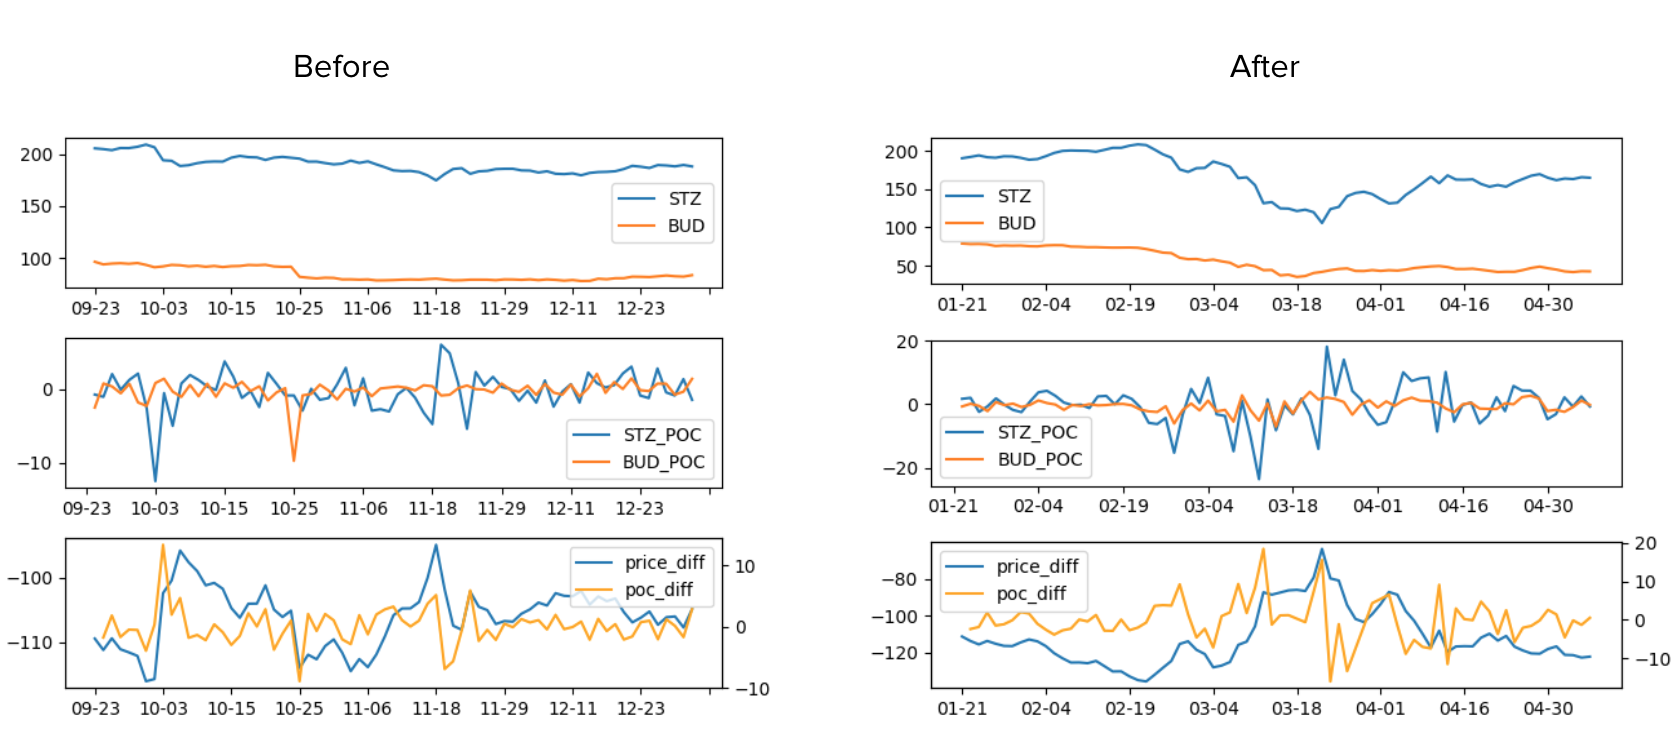 Before
After
200
150
100
STZ
BUD
09-23 10-03 10-15 10-25 11-06 11-18 11-29 12-11 12-23
0
−10
STZ_POC
BUD_POC
09-23 10-03 10-15 10-25 11-06 11-18 11-29 12-11 12-23
−100
−110
price_diff
poc_diff
10
0
−10
09-23 10-03 10-15 10-25 11-06 11-18 11-29 12-11 12-23
200
150
100
50
STZ
BUD
01-21 02-04 02-19 03-04 03-18 04-01 04-16 04-30
20
0
−20
STZ_POC
BUD_POC
01-21 02-04 02-19 03-04 03-18 04-01 04-16 04-30
−80
−100
−120
price_diff
poc_diff
20
10
0
−10
01-21 02-04 02-19 03-04 03-18 04-01 04-16 04-30